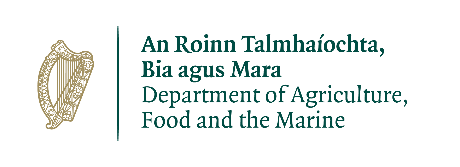 An Roinn Talmhaíochta,
Bia agus Mara
Department of Agriculture,
Food and the Marine